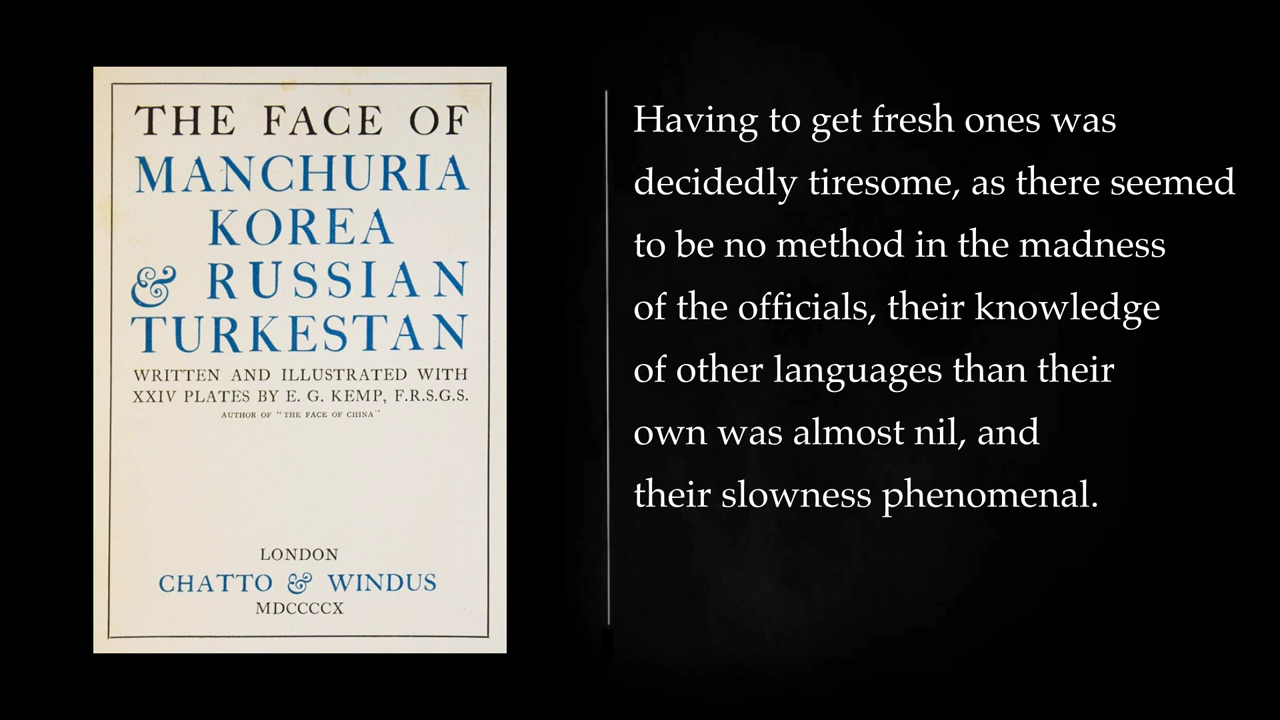 THE FACE OF
MANCHURIA
KOREA
& RUSSIAN
TURKESTAN
WRITTEN AND ILLUSTRATED WITH
XXIV PLATES BY E. G. KEMP, F.R.S.G.S.
AUTHOR OF "THE FACE OF CHINA"
LONDON
CHATTO & WINDUS
MDCCCCX
Having to get fresh ones was
decidedly tiresome, as there seemed
to be no method in the madness
of the officials, their knowledge
of other languages than their
own was almost nil, and
their slowness phenomenal.